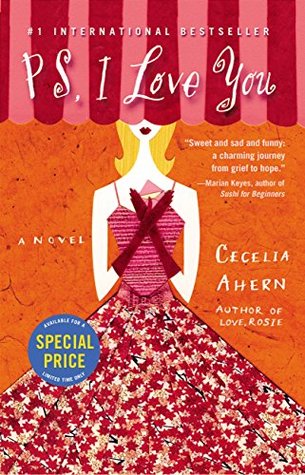 #1 INTERNATIONAL BESTSELLER
PS, I Love You
"Sweet and sad and funny:
a charming journey
from grief to hope."
—Marian Keyes, author of
Sushi for Beginners
A NOVEL
CECELIA
AHERN
AUTHOR OF
LOVE, ROSIE
AVAILABLE FOR A
SPECIAL
PRICE
LIMITED TIME ONLY